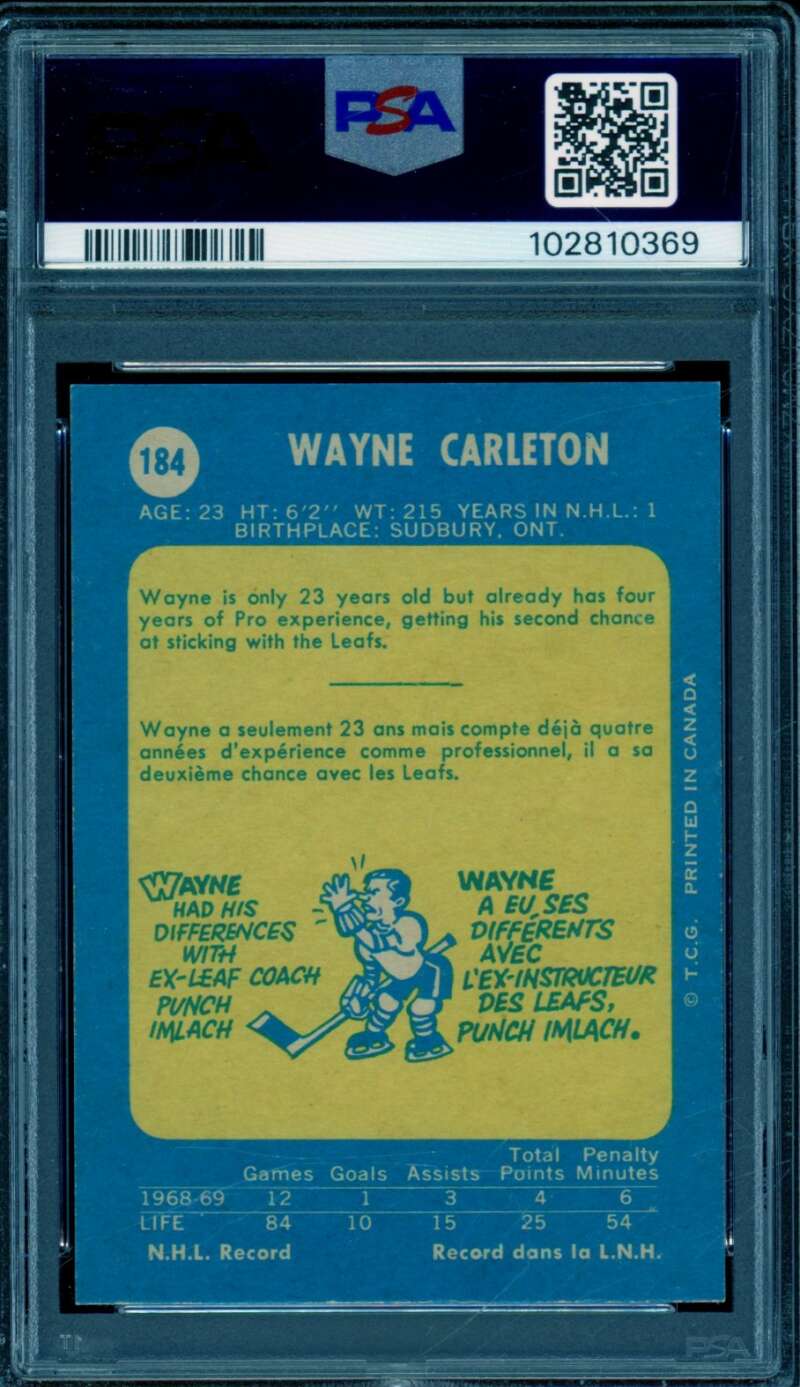 PSA
PSA
102810369
184
WAYNE CARLETON
AGE: 23 HT: 6'2'' WT: 215 YEARS IN N.H.L.: 1
BIRTHPLACE: SUDBURY, ONT.
Wayne is only 23 years old but already has four
years of Pro experience, getting his second chance
at sticking with the Leafs.
Wayne a seulement 23 ans mais compte déjà quatre
années d'expérience comme professionnel, il a sa
deuxième chance avec les Leafs.
WAYNE
HAD HIS
DIFFERENCES
WITH
EX-LEAF COACH
PUNCH
IMLACH
WAYNE
A EU SES
DIFFÉRENTS
AVEC
L'EX-INSTRUCTEUR
DES LEAFS,
PUNCH IMLACH.
© T.C.G. PRINTED IN CANADA
Total Penalty
Games Goals Assists Points Minutes
1968-69 12 1 3 4 6
LIFE 84 10 15 25 54
N.H.L. Record Record dans la L.N.H.
PSA